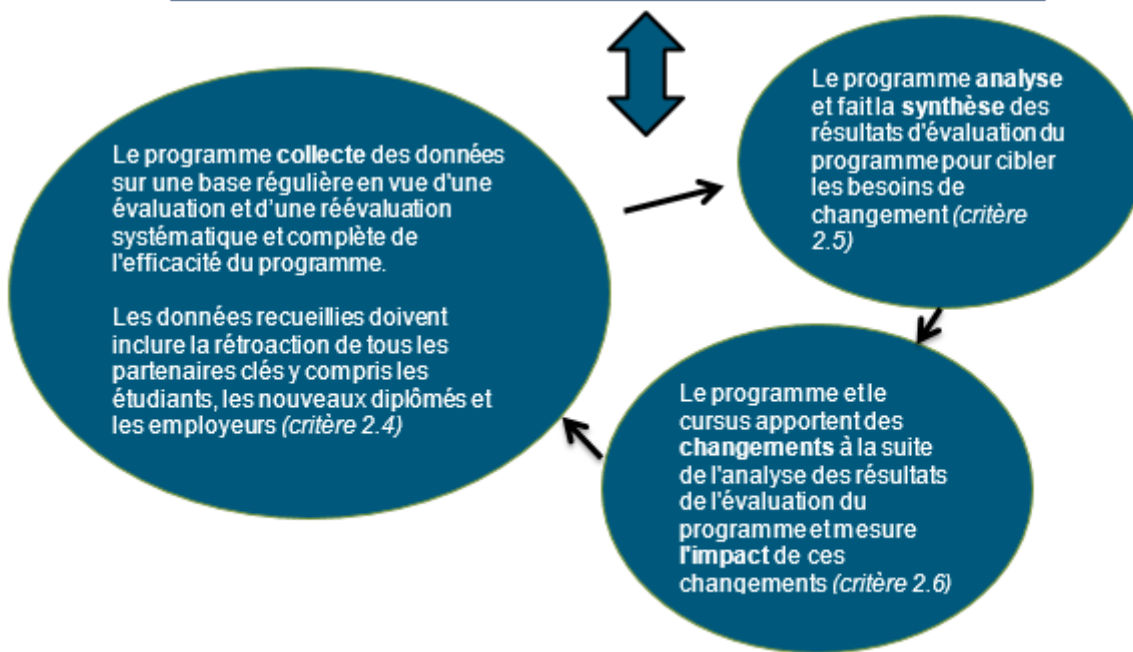 Le programme collecte des données
sur une base régulière en vue d'une
évaluation et d'une réévaluation
systématique et complète de
l'efficacité du programme.
Les données recueillies doivent
inclure la rétroaction de tous les
partenaires clés y compris les
étudiants, les nouveaux diplômés et
les employeurs (critère 2.4)
Le programme analyse
et fait la synthèse des
résultats d'évaluation du
programme pour cibler
les besoins de
changement (critère
2.5)
Le programme et le
cursus apportent des
changements à la suite
de l'analyse des résultats
de l'évaluation du
programme et mesure
l'impact de ces
changements (critère 2.6)